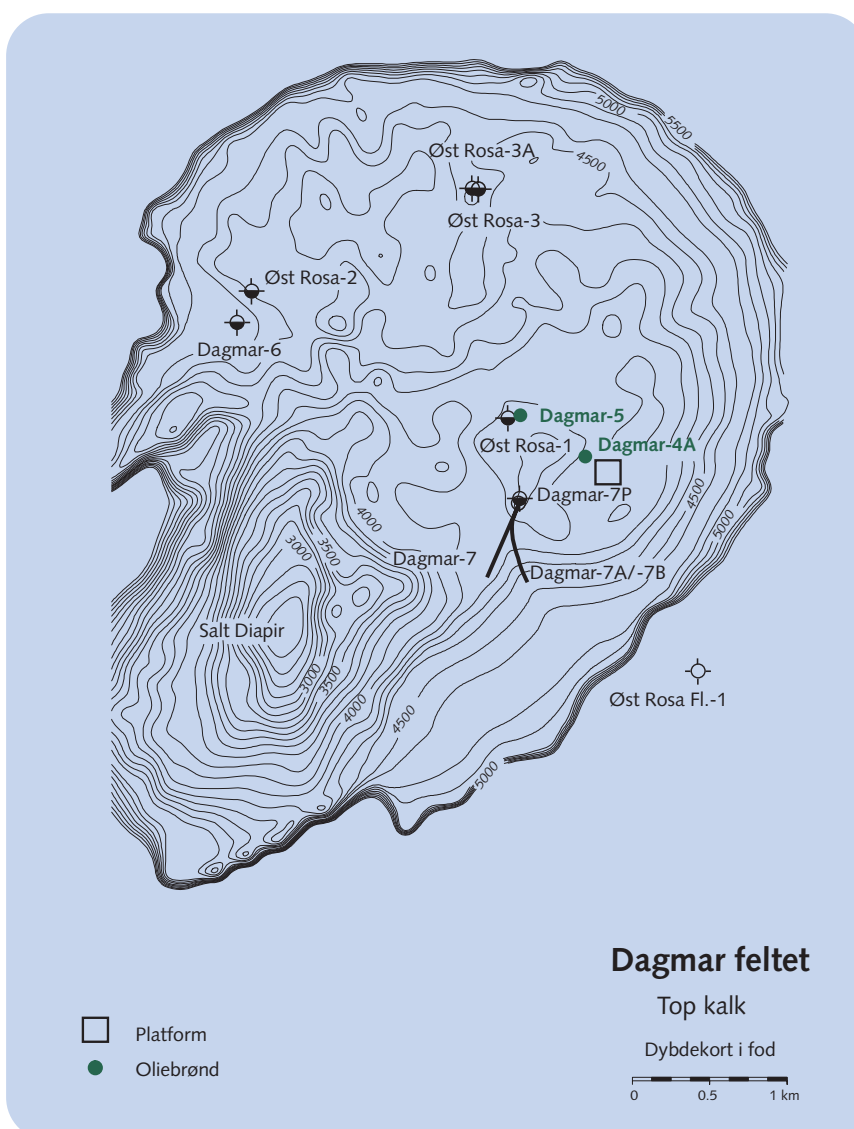 5000
5500
4500
Øst Rosa-3A
Øst Rosa-3
Øst Rosa-2
Dagmar-6
Dagmar-5
Øst Rosa-1
Dagmar-4A
Dagmar-7P
4500
5000
4000
3500
3000
Dagmar-7
Dagmar-7A/-7B
Salt Diapir
3000
3500
4000
4500
Øst Rosa Fl.-1
5000
Dagmar feltet
Top kalk
Dybdekort i fod
0 0.5 1 km
Platform
Oliebrønd